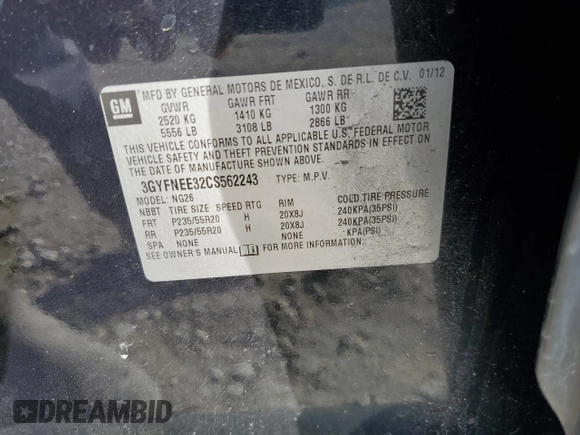 GM
MFD BY GENERAL MOTORS DE MEXICO, S. DE R.L. DE C.V. 01/12
GVWR GAWR FRT GAWR RR
2520 KG 1410 KG 1300 KG
5556 LB 3108 LB 2866 LB
THIS VEHICLE CONFORMS TO ALL APPLICABLE U.S. FEDERAL MOTOR
VEHICLE SAFETY AND THEFT PREVENTION STANDARDS IN EFFECT ON THE
DATE OF MANUFACTURE SHOWN ABOVE.
3GYFNEE32CS562243 TYPE: M.P.V.
MODEL: NG26
NBBT TIRE SIZE SPEED RTG RIM COLD TIRE PRESSURE
FRT P235/55R20 H 20X8J 240KPA(35PSI)
RR P235/55R20 H 20X8J 240KPA(35PSI)
SPA NONE NONE KPA(PSI)
SEE OWNER'S MANUAL FOR MORE INFORMATION.
DREAMBID